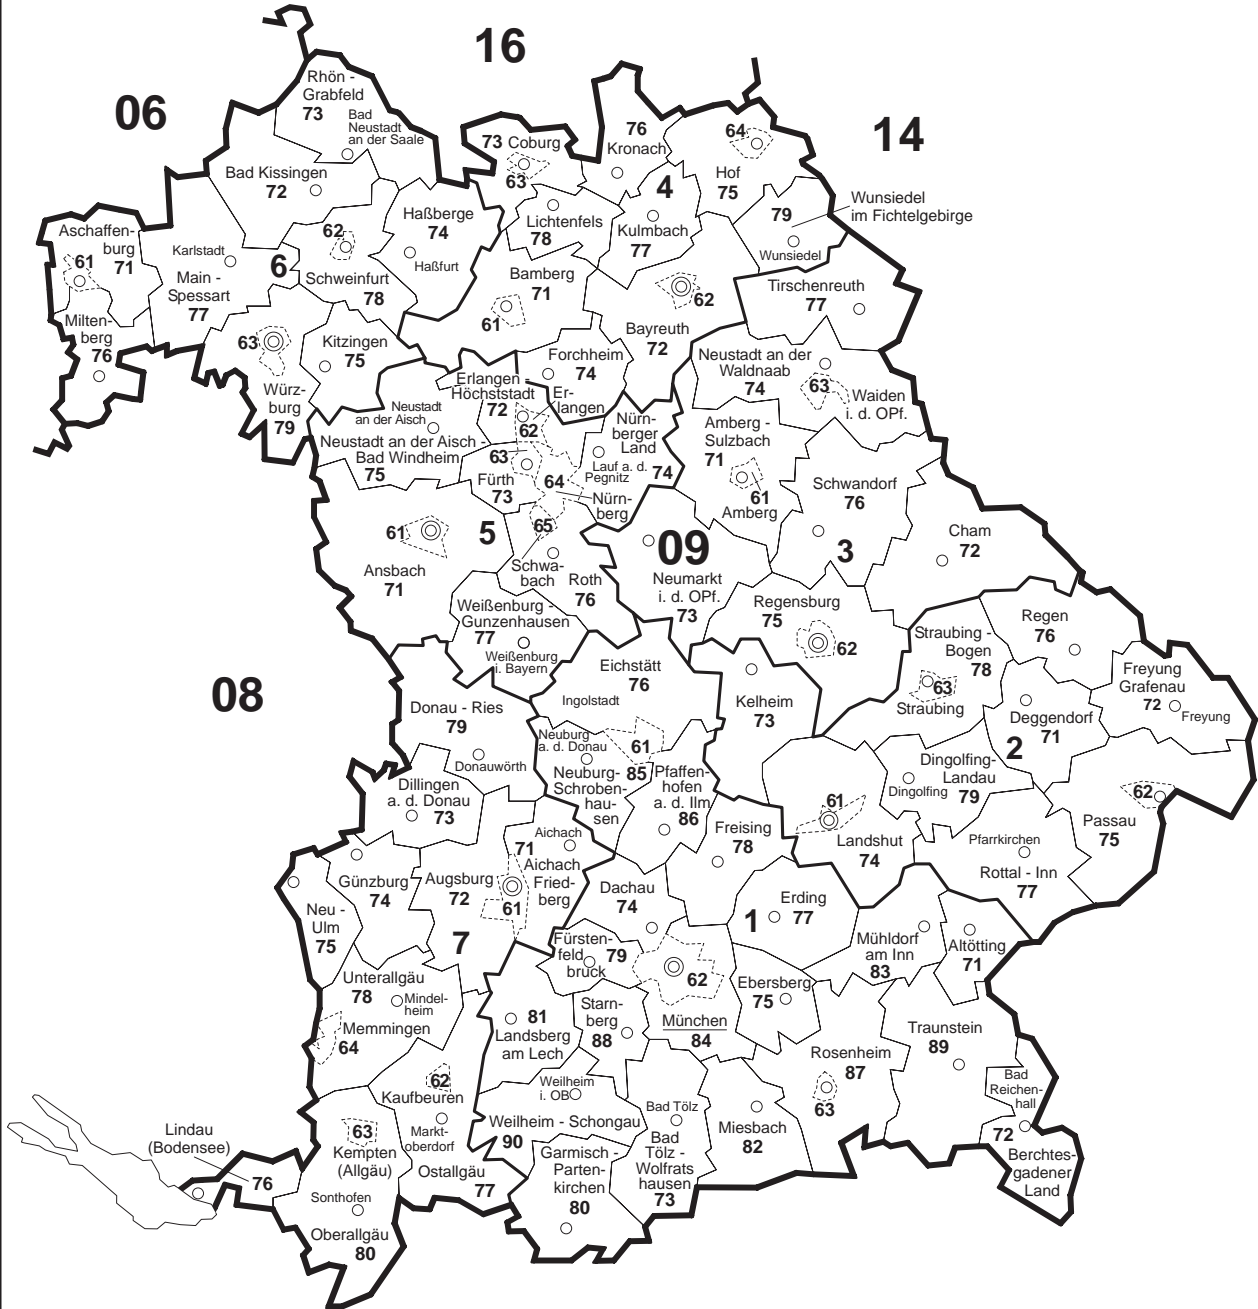 16
06
14
Rhön -
Grabfeld
73
Bad
Neustadt
an der Saale
73 Coburg
63
76
Kronach
64
Hof
75
4
Bad Kissingen
72
Wunsiedel
im Fichtelgebirge
79
Wunsiedel
Haßberge
74
Haßfurt
Lichtenfels
78
Kulmbach
77
Aschaffen-
burg
71
61
Karlstadt
Main -
Spessart
77
6
62
Schweinfurt
78
Bamberg
71
61
62
Bayreuth
72
Tirschenreuth
77
Milten-
berg
76
63
Würz-
burg
79
Kitzingen
75
Forchheim
74
Neustadt an der
Waldnaab
74
63
Waiden
i. d. OPf.
Erlangen -
Höchststadt
72
Er-
langen
62
Neustadt
an der Aisch
Neustadt an der Aisch -
Bad Windheim
75
63
Fürth
73
Nürn-
berger
Land
Lauf a. d.
Pegnitz
74
64
Nürn-
berg
Amberg -
Sulzbach
71
61
Amberg
Schwandorf
76
61
Ansbach
71
5
65
Schwa-
bach
Roth
76
09
Neumarkt
i. d. OPf.
73
3
Cham
72
Weißenburg -
Gunzenhausen
77
Weißenburg
i. Bayern
Regensburg
75
62
Straubing -
Bogen
78
63
Straubing
Regen
76
Freyung
Grafenau
72
Freyung
08
Eichstätt
76
Ingolstadt
61
Kelheim
73
Deggendorf
71
2
Donau - Ries
79
Donauwörth
Neuburg
a. d. Donau
Neuburg-
Schroben-
hau-
sen
85
Pfaffen-
hofen
a. d. Ilm
86
Dingolfing-
Landau
79
Dingolfing
62
Passau
75
Dillingen
a. d. Donau
73
Aichach
71
Aichach
Fried-
berg
Freising
78
61
Landshut
74
Pfarrkirchen
Rottal - Inn
77
Neu -
Ulm
75
Günzburg
74
Augsburg
72
61
7
Dachau
74
1
Erding
77
Mühldorf
am Inn
83
Altötting
71
Fürsten-
feld
bruck
79
62
München
84
Ebersberg
75
Unterallgäu
78
Mindel-
heim
Memmingen
64
81
Landsberg
am Lech
Starn-
berg
88
Rosenheim
87
63
Traunstein
89
Bad
Reichen-
hall
72
Berchtes-
gadener
Land
62
Kaufbeuren
Markt-
oberdorf
Ostallgäu
77
Weilheim
i. OB
Weilheim - Schongau
90
Bad Tölz
Bad
Tölz -
Wolfrats
hausen
73
Miesbach
82
Garmisch -
Parten-
kirchen
80
Lindau
(Bodensee)
76
63
Kempten
(Allgäu)
Sonthofen
Oberallgäu
80